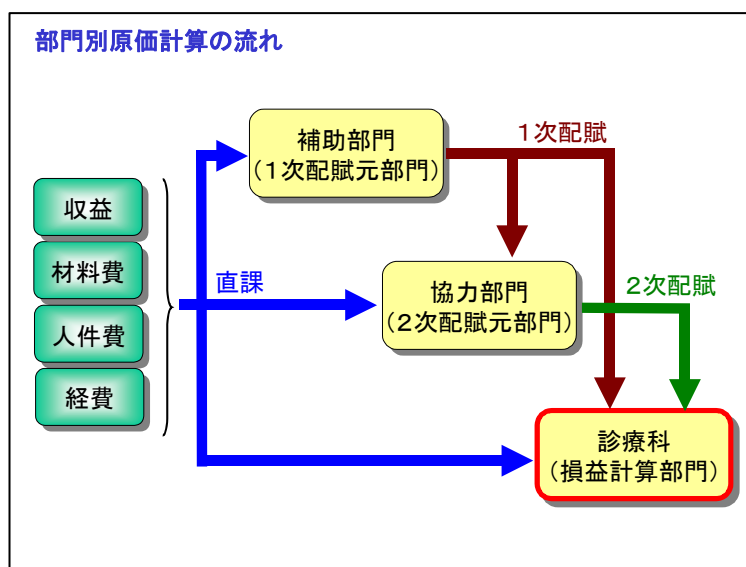 部門別原価計算の流れ
補助部門
(1次配賦元部門)
1次配賦
収益
材料費
人件費
経費
直課
協力部門
(2次配賦元部門)
2次配賦
診療科
(損益計算部門)